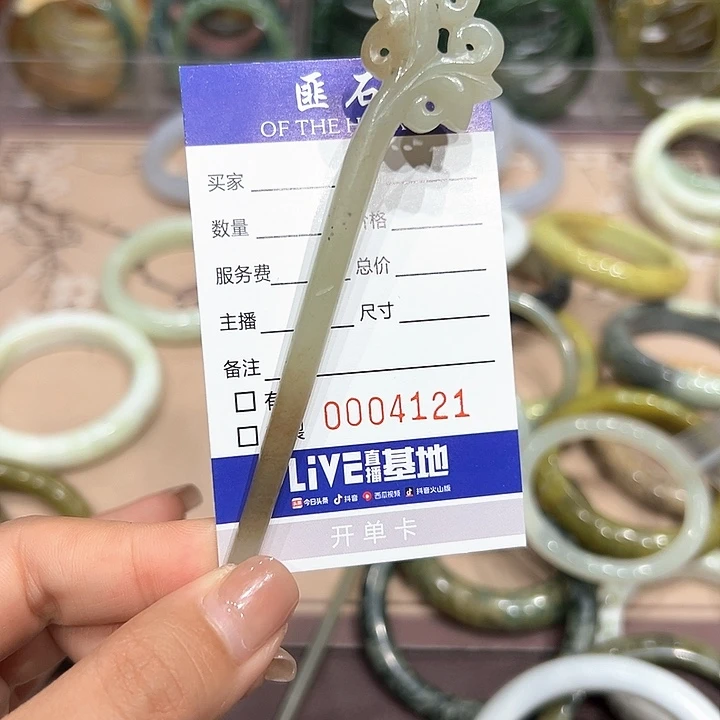 匪石
OF THE H
买家
数量 价格
服务费 总价
主播 尺寸
备注
有
0004121
LiVE直播基地
今日头条 抖音 西瓜视频 抖音火山版
开单卡